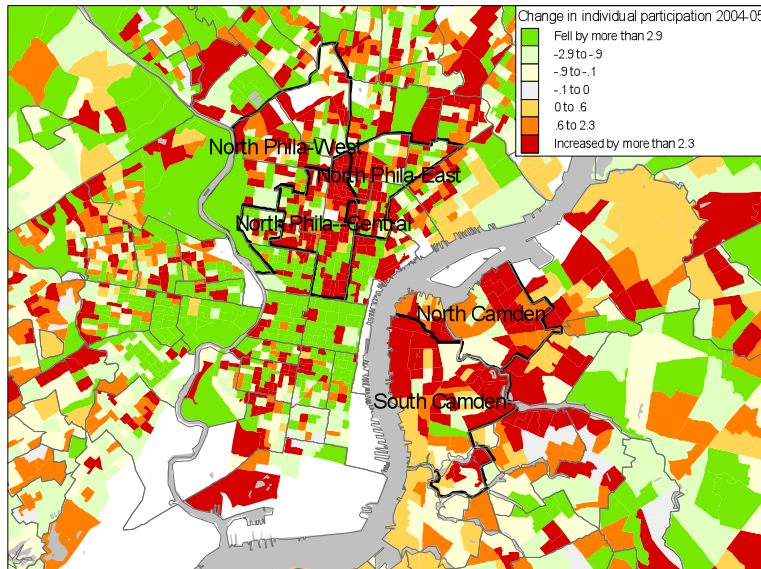 Change in individual participation 2004-05
Fell by more than 2.9
-2.9 to -.9
-.9 to -.1
-.1 to 0
0 to .6
.6 to 2.3
Increased by more than 2.3
North Phila-West
North Phila-East
North Phila--Central
North Camden
South Camden